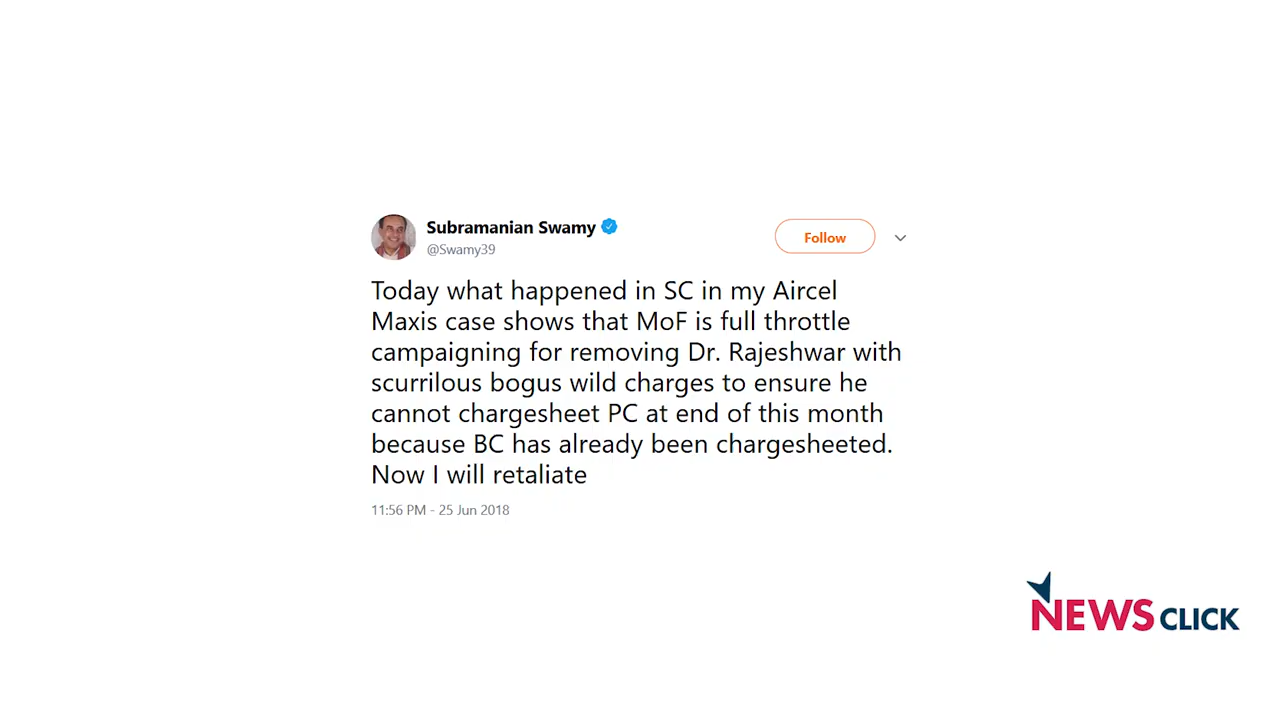 Subramanian Swamy
@Swamy39
Follow
Today what happened in SC in my Aircel
Maxis case shows that MoF is full throttle
campaigning for removing Dr. Rajeshwar with
scurrilous bogus wild charges to ensure he
cannot chargesheet PC at end of this month
because BC has already been chargesheeted.
Now I will retaliate
11:56 PM - 25 Jun 2018
NEWS CLICK